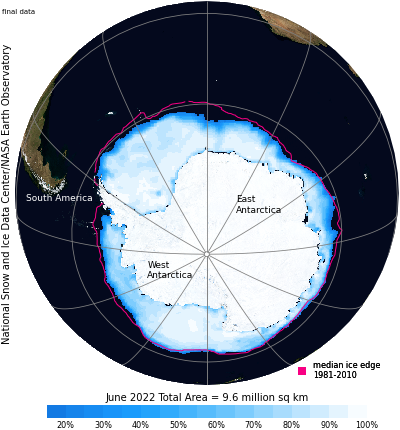 final data
National Snow and Ice Data Center/NASA Earth Observatory
South America
East
Antarctica
West
Antarctica
median ice edge
1981-2010
June 2022 Total Area = 9.6 million sq km
20% 30% 40% 50% 60% 70% 80% 90% 100%